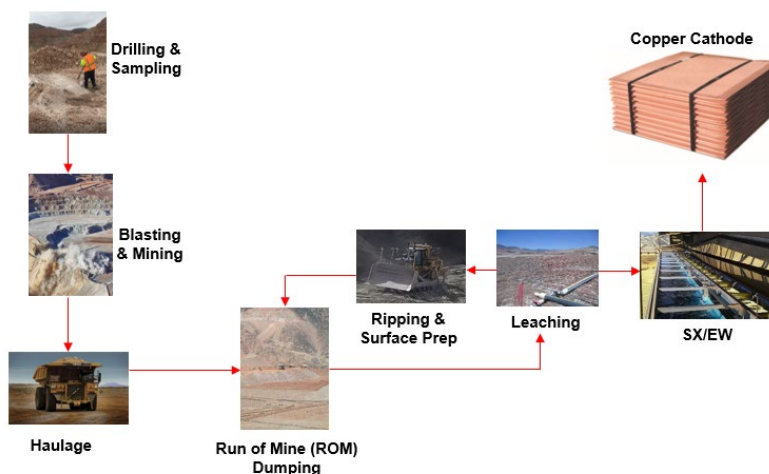 Drilling &
Sampling
Copper Cathode
Blasting
& Mining
Ripping &
Surface Prep
Leaching
SX/EW
Haulage
Run of Mine (ROM)
Dumping